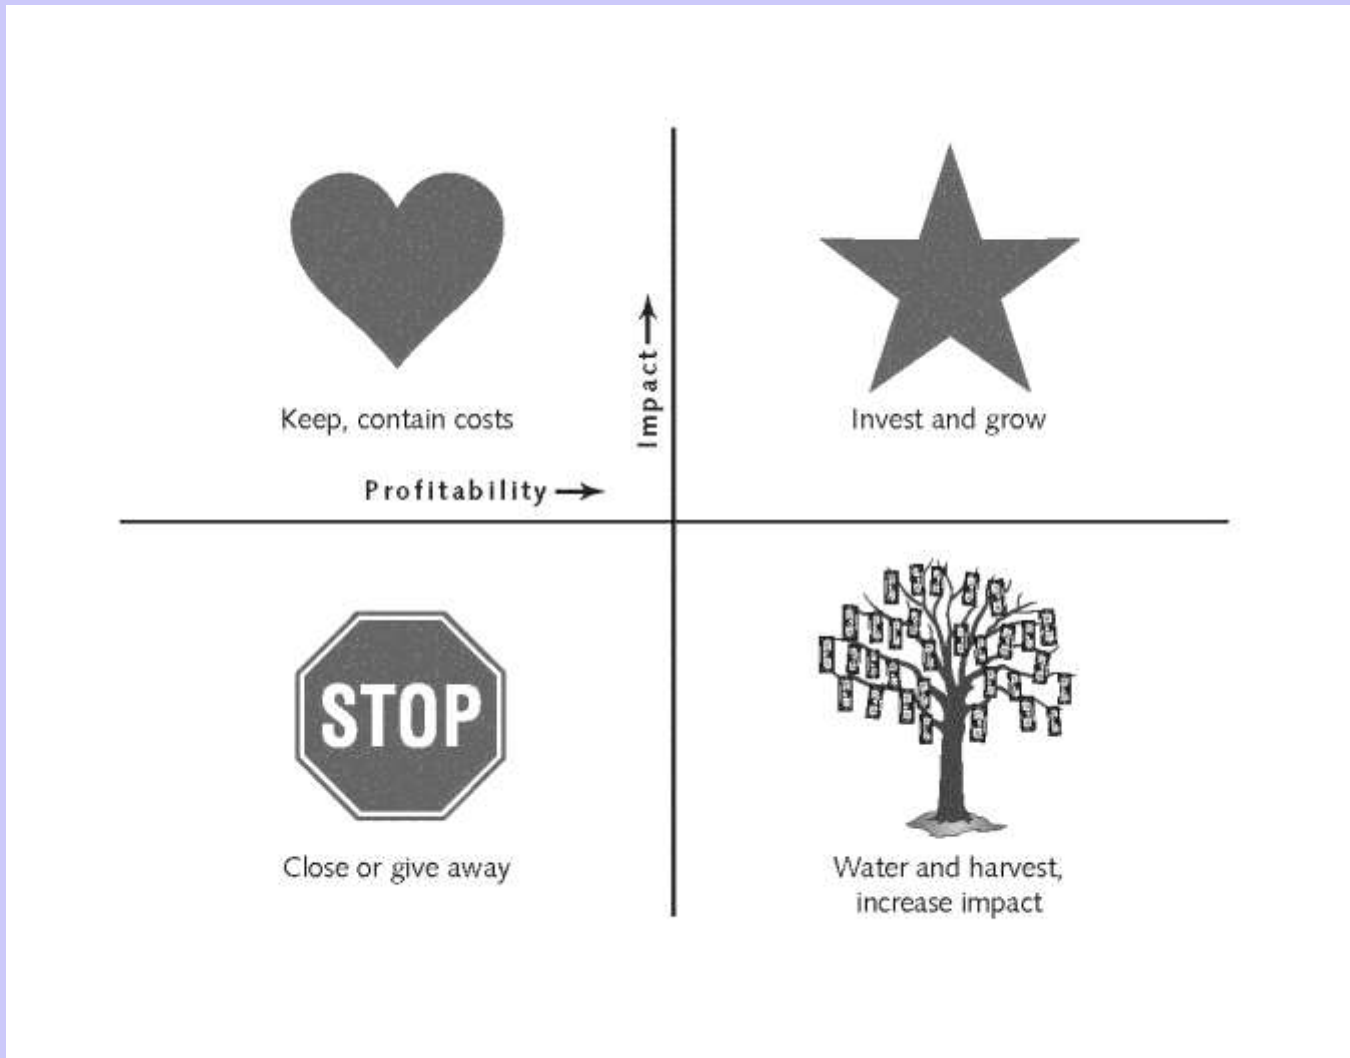 Keep, contain costs
Invest and grow
Impact
Profitability
STOP
Close or give away
Water and harvest,
increase impact